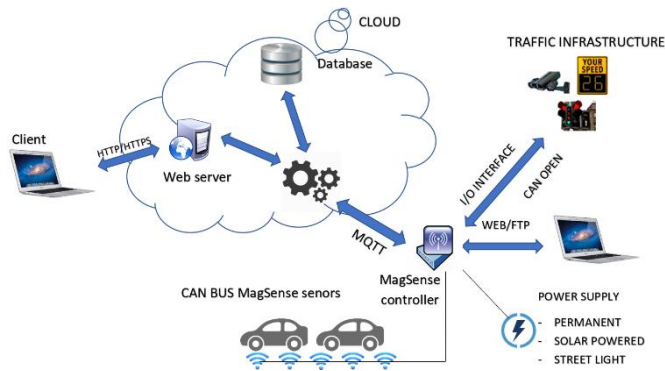 CLOUD
Database
TRAFFIC INFRASTRUCTURE
YOUR
SPEED
26
Client
HTTP/HTTPS
Web server
I/O INTERFACE
CAN OPEN
MQTT
WEB/FTP
MagSense
controller
CAN BUS MagSense senors
POWER SUPPLY
- PERMANENT
- SOLAR POWERED
- STREET LIGHT